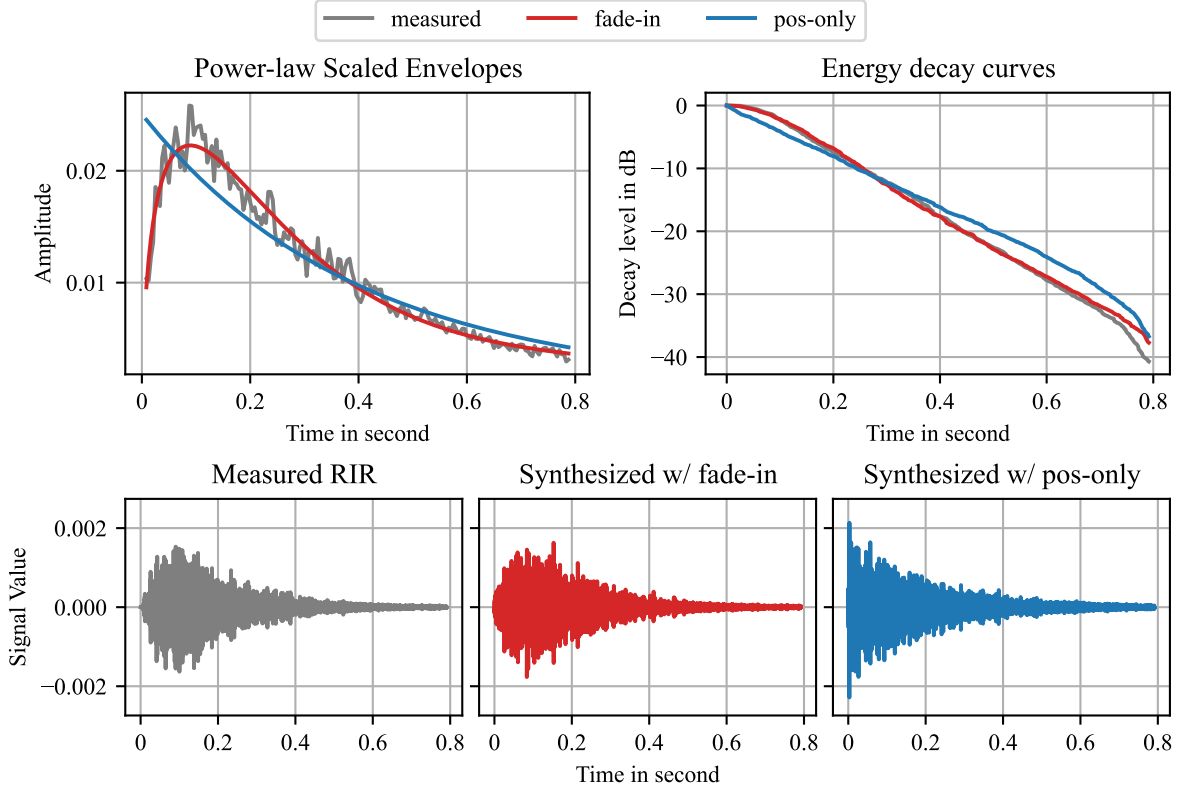 measured fade-in pos-only
Power-law Scaled Envelopes
Amplitude
0.02
0.01
0 0.2 0.4 0.6 0.8
Time in second
Energy decay curves
Decay level in dB
0
−10
−20
−30
−40
0 0.2 0.4 0.6 0.8
Time in second
Measured RIR
Signal Value
0.002
0.000
−0.002
0 0.2 0.4 0.6 0.8
Synthesized w/ fade-in
0 0.2 0.4 0.6 0.8
Time in second
Synthesized w/ pos-only
0 0.2 0.4 0.6 0.8